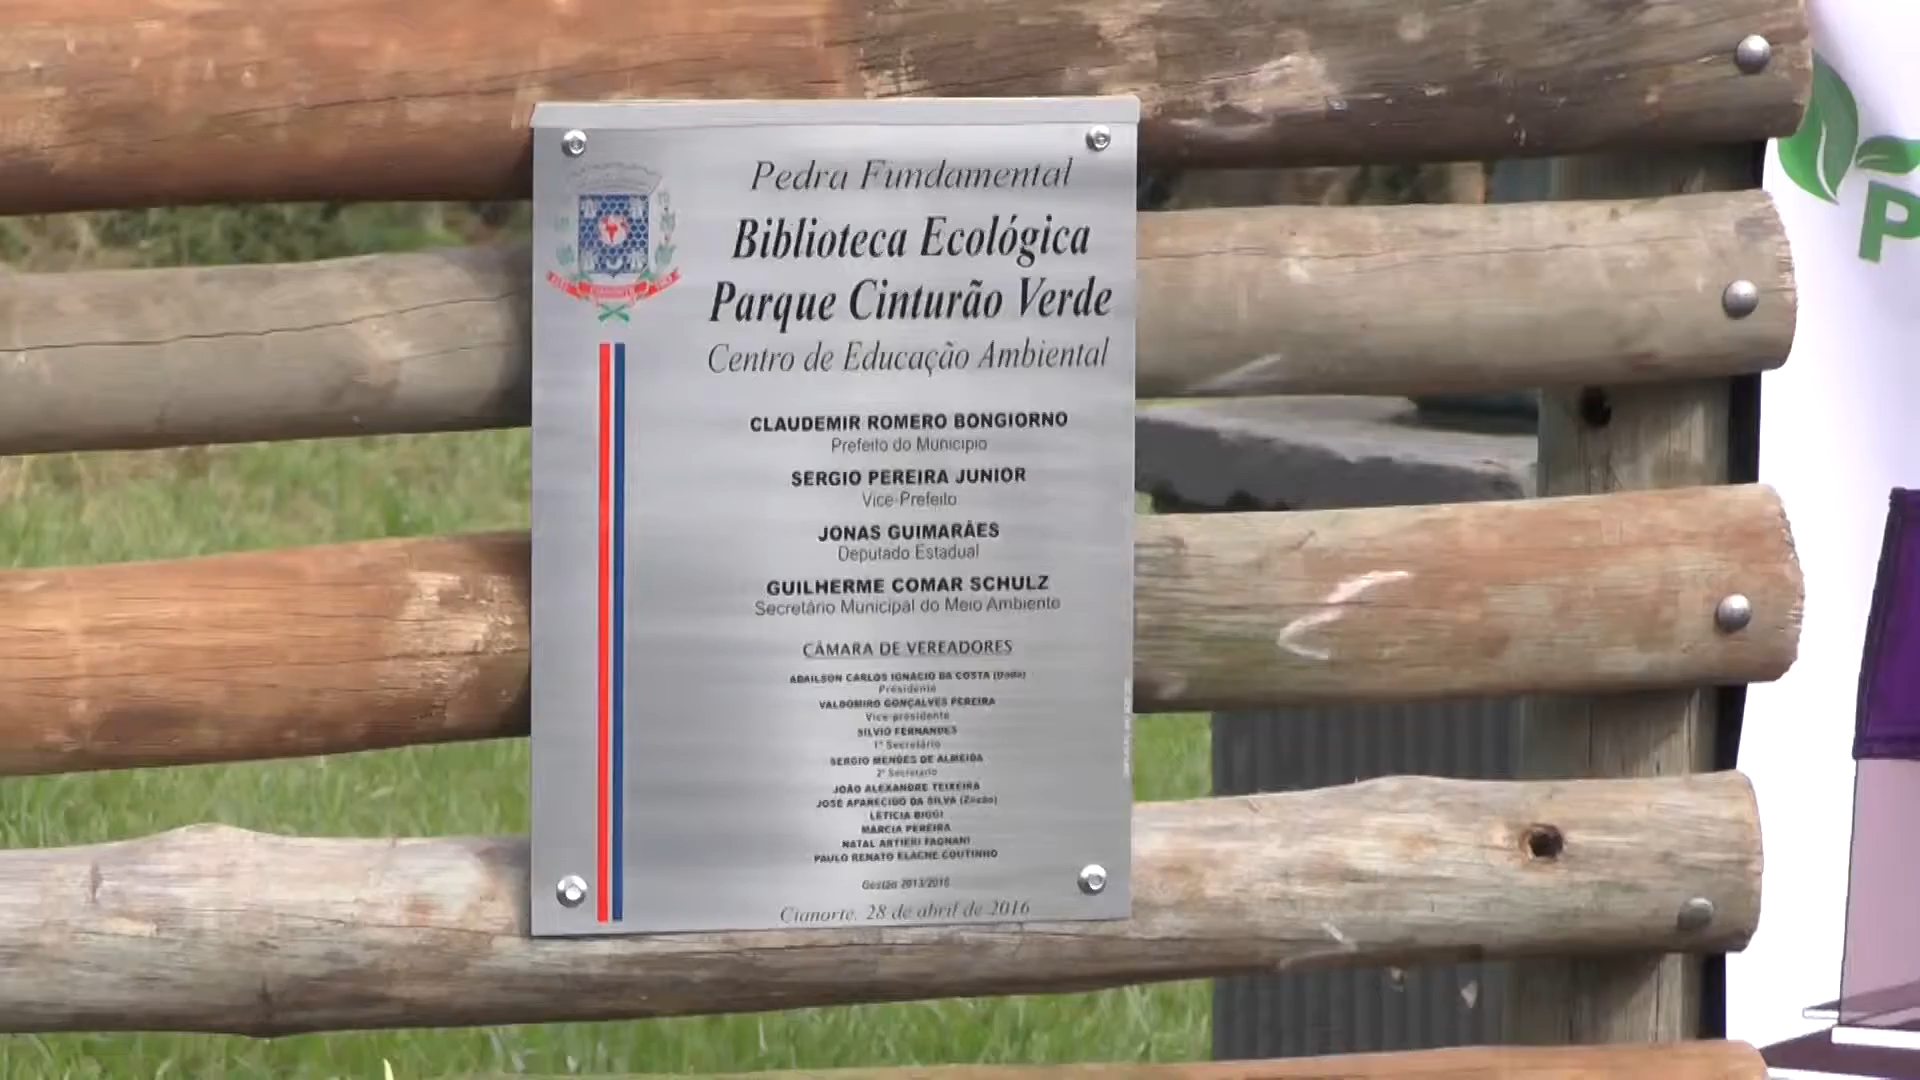 Pedra Fundamental
Biblioteca Ecológica
Parque Cinturão Verde
Centro de Educação Ambiental
CLAUDEMIR ROMERO BONGIORNO
Prefeito do Município
SERGIO PEREIRA JUNIOR
Vice-Prefeito
JONAS GUIMARÃES
Deputado Estadual
GUILHERME COMAR SCHULZ
Secretário Municipal do Meio Ambiente
CÂMARA DE VEREADORES
ADAILSON CARLOS IGNACIO DA COSTA (Dadá)
Presidente
VALDOMIRO GONÇALVES PEREIRA
Vice-presidente
SILVIO FERNANDES
1º Secretário
SERGIO MENDES DE ALMEIDA
2º Secretário
JOÃO ALEXANDRE TEIXEIRA
JOSÉ APARECIDO DA SILVA (Zezão)
LETICIA BIGGI
MARCIA PEREIRA
NATAL ARTIERI FAGNANI
PAULO RENATO ELACHE COUTINHO
Gestão 2013/2016
Cianorte, 28 de abril de 2016
CIANORTE
P